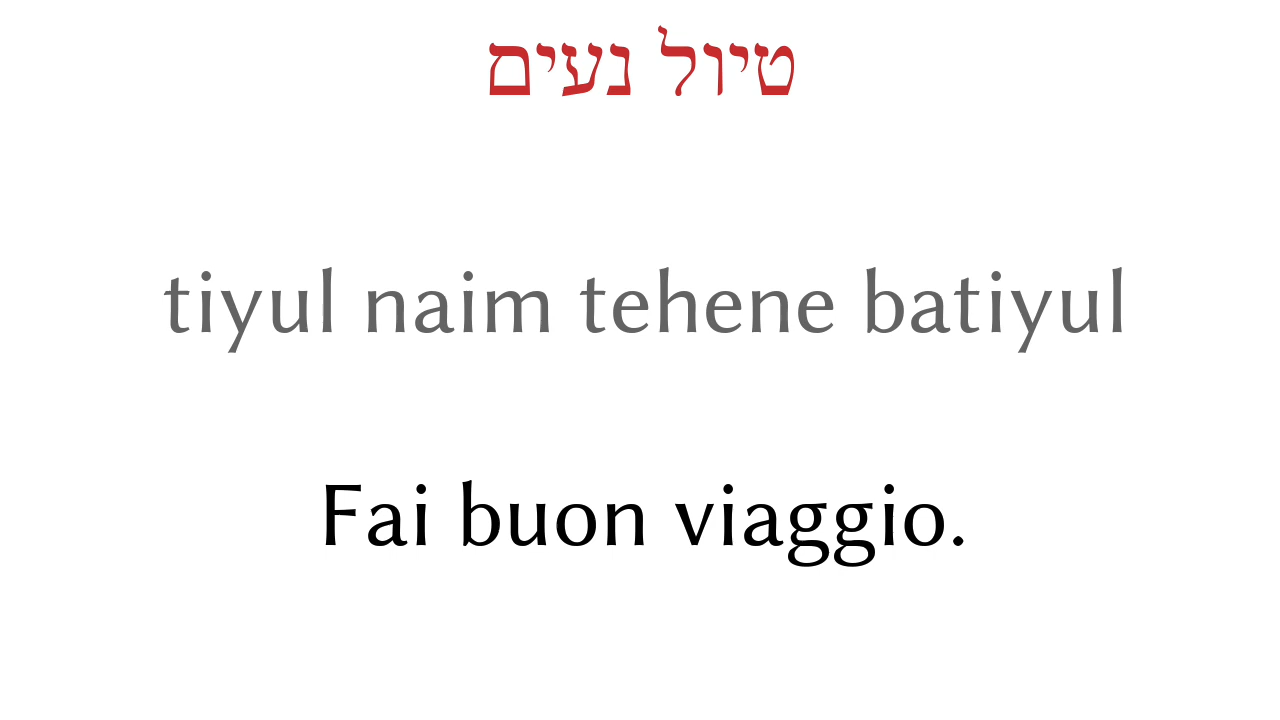 טיול נעים
tiyul naim tehene batiyul
Fai buon viaggio.